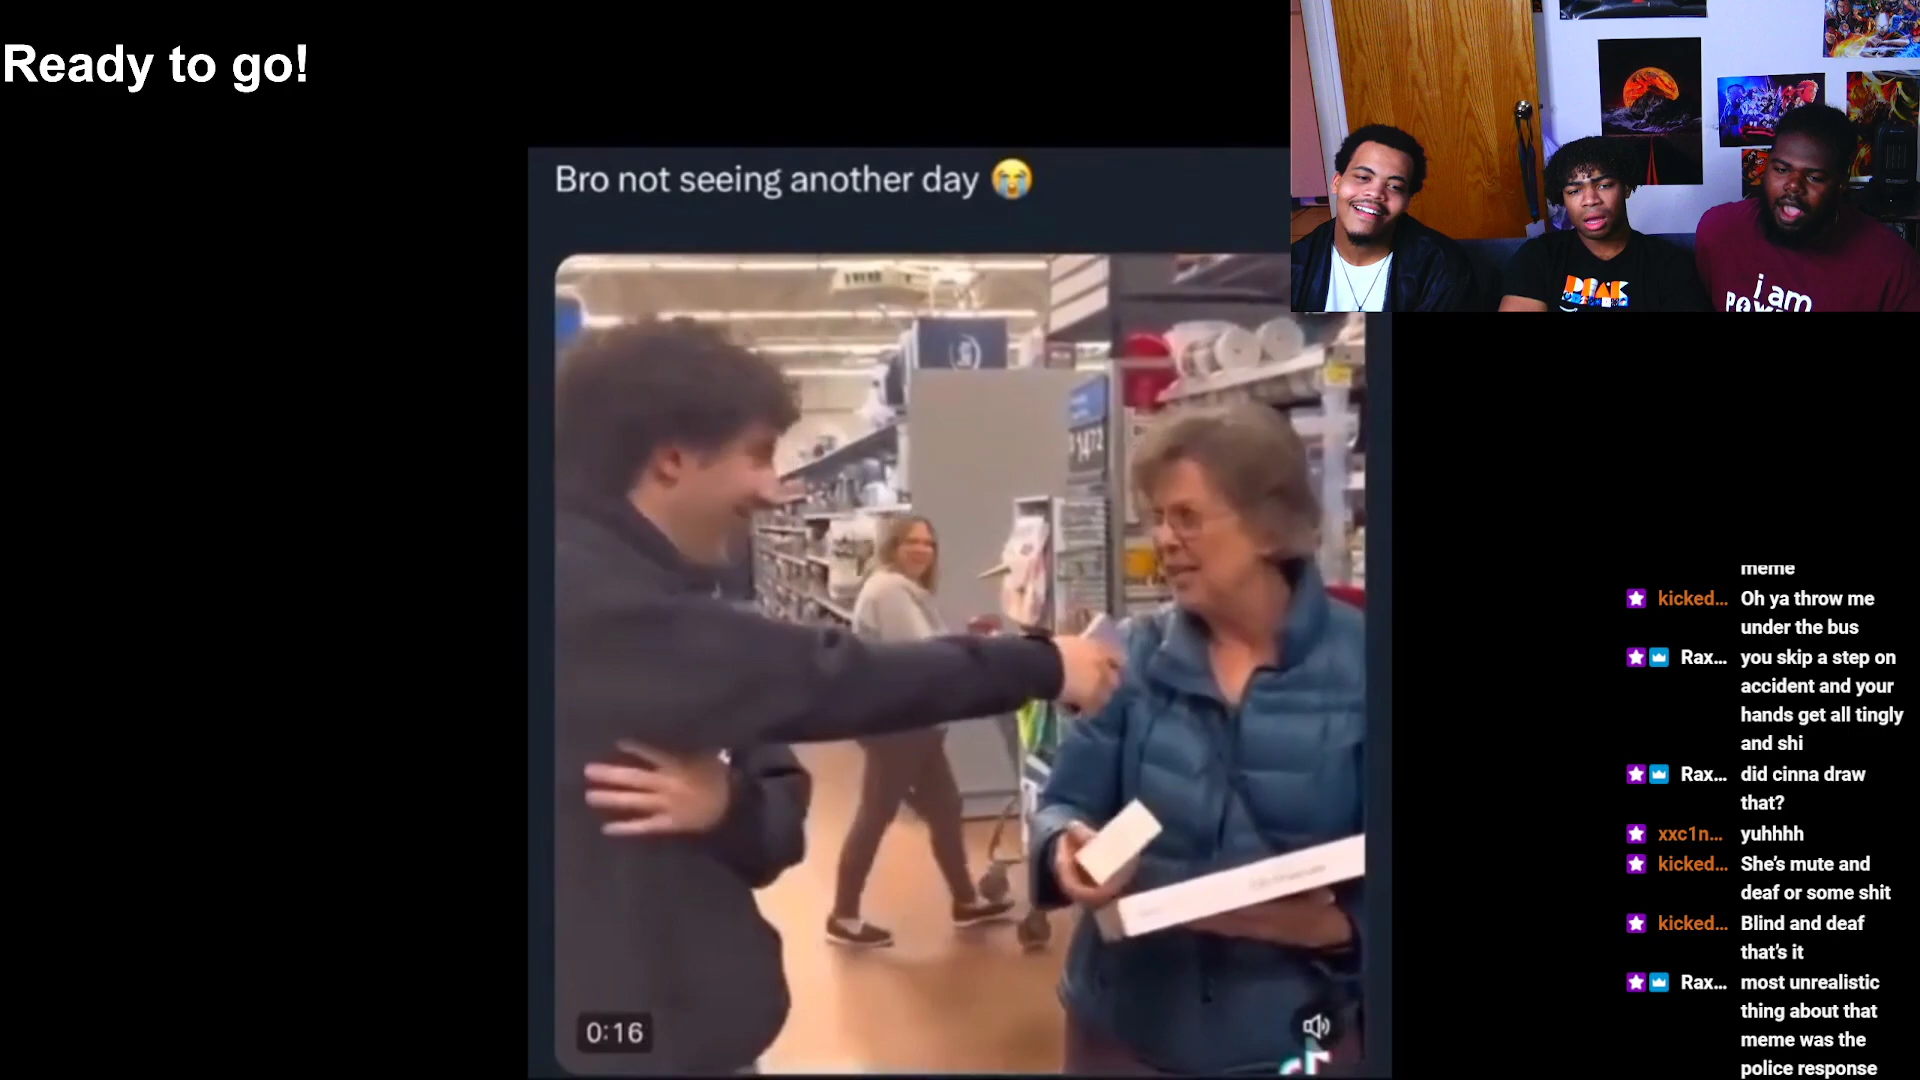 Ready to go!
Bro not seeing another day 😭
0:16
i am
meme
kicked... Oh ya throw me
under the bus
Rax... you skip a step on
accident and your
hands get all tingly
and shi
Rax... did cinna draw
that?
xxc1n... yuhhhh
kicked... She's mute and
deaf or some shit
kicked... Blind and deaf
that's it
Rax... most unrealistic
thing about that
meme was the
police response